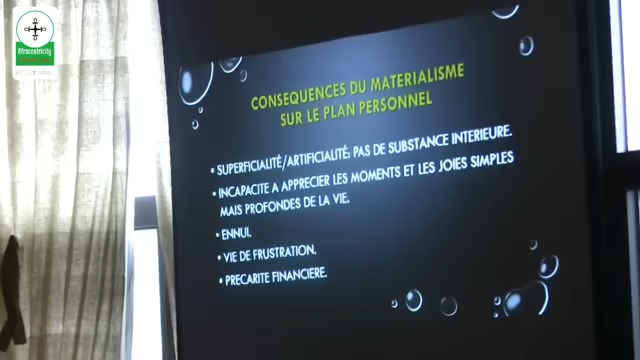 Afrocentricity
CONSEQUENCES DU MATERIALISME
SUR LE PLAN PERSONNEL
• SUPERFICIALITÉ/ARTIFICIALITÉ; PAS DE SUBSTANCE INTERIEURE.
• INCAPACITE A APPRECIER LES MOMENTS ET LES JOIES SIMPLES
MAIS PROFONDES DE LA VIE.
• ENNUI.
• VIE DE FRUSTRATION.
• PRECARITE FINANCIERE.